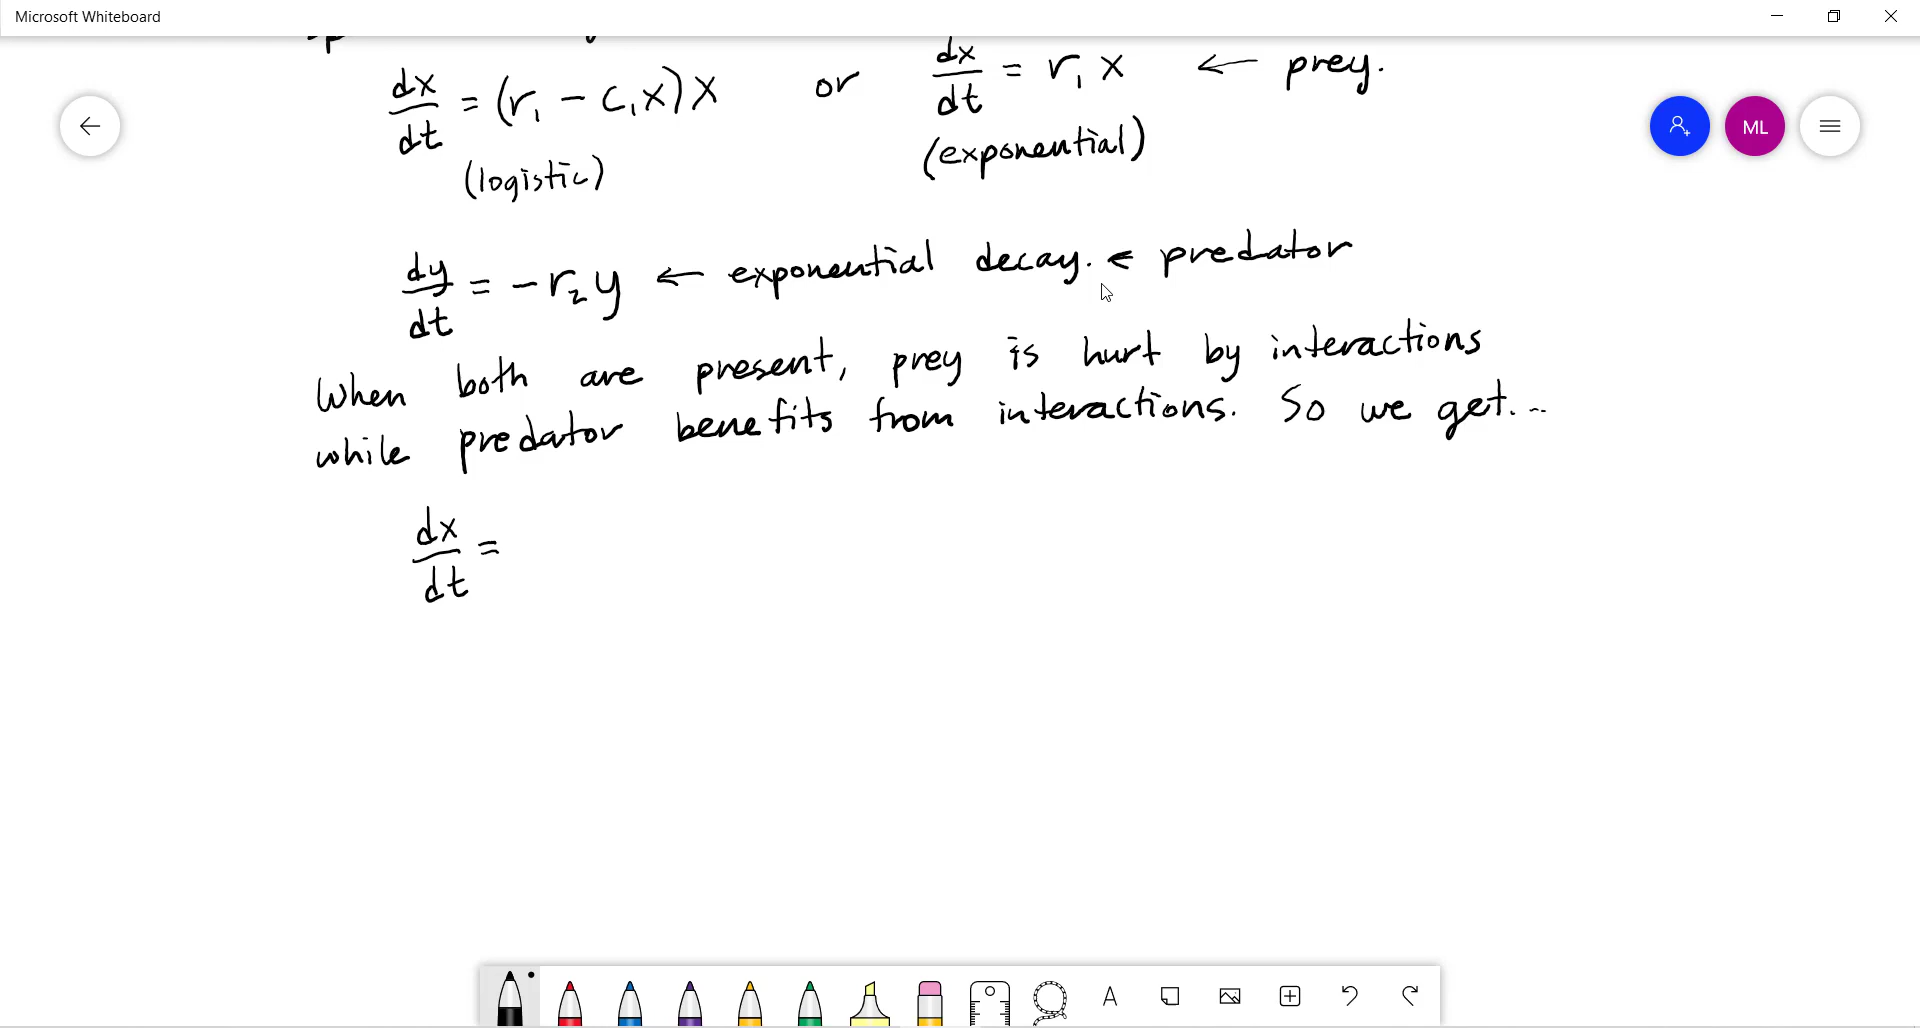 Microsoft Whiteboard
dx/dt = (r₁ - c₁x)x or dx/dt = r₁ x ← prey.
(logistic) (exponential)
ML
dy/dt = -r₂y ← exponential decay. ← predator
When both are present, prey is hurt by interactions
while predator benefits from interactions. So we get...
dx/dt =
A